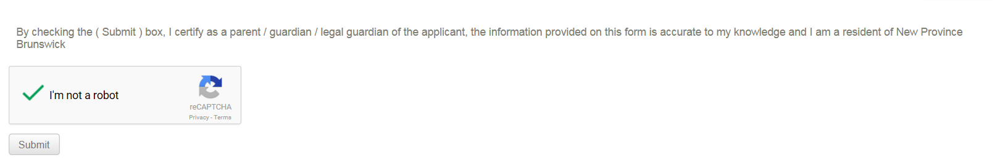 By checking the ( Submit ) box, I certify as a parent / guardian / legal guardian of the applicant, the information provided on this form is accurate to my knowledge and I am a resident of New Province
Brunswick
I'm not a robot
reCAPTCHA
Privacy - Terms
Submit